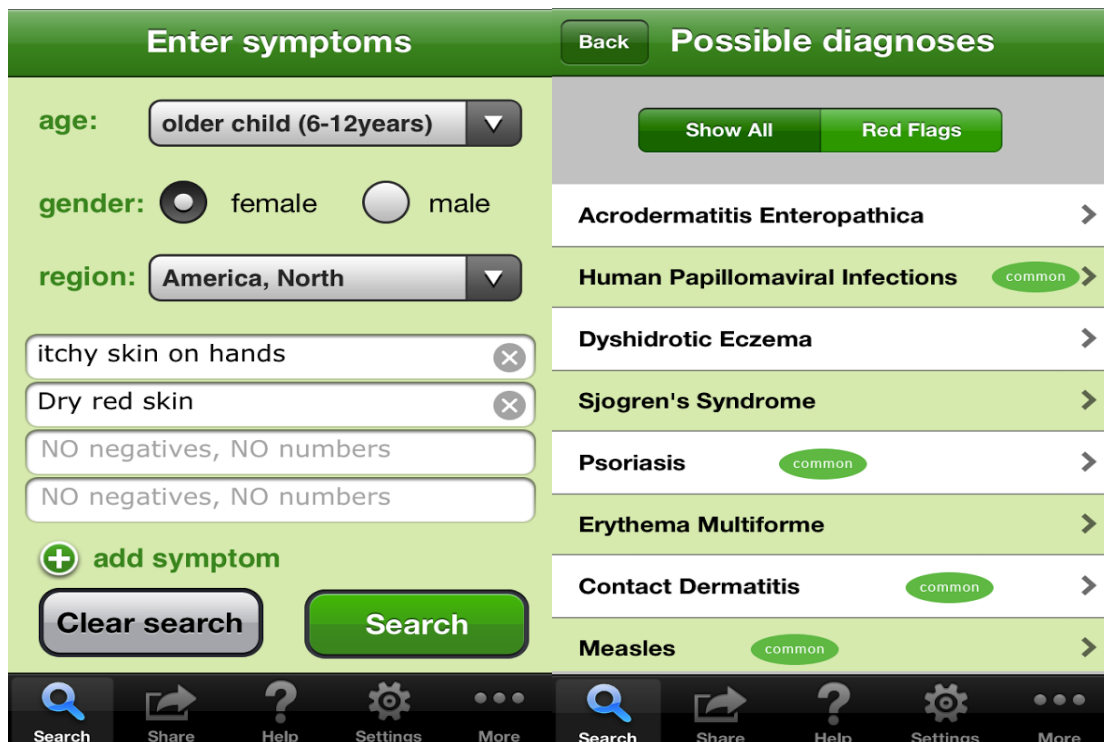 Enter symptoms
age: older child (6-12years)
gender: female male
region: America, North
itchy skin on hands
Dry red skin
NO negatives, NO numbers
NO negatives, NO numbers
add symptom
Clear search Search
Search Share Help Settings More
Back Possible diagnoses
Show All Red Flags
Acrodermatitis Enteropathica
Human Papillomaviral Infections common
Dyshidrotic Eczema
Sjogren's Syndrome
Psoriasis common
Erythema Multiforme
Contact Dermatitis common
Measles common
Search Share Help Settings More